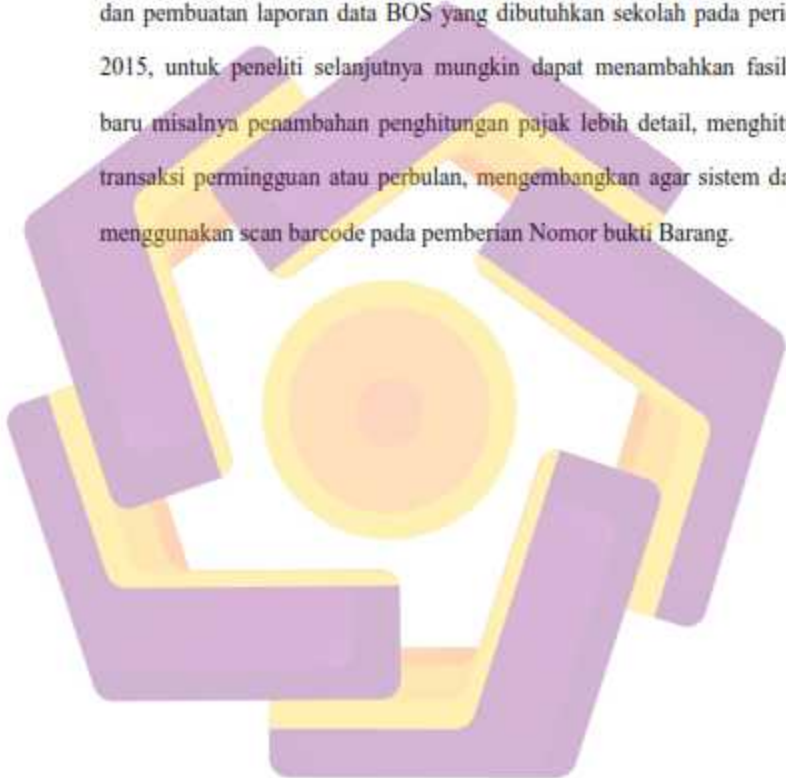 dan pembuatan laporan data BOS yang dibutuhkan sekolah pada peri
2015, untuk peneliti selanjutnya mungkin dapat menambahkan fasil
baru misalnya penambahan penghitungan pajak lebih detail, menghit
transaksi permingguan atau perbulan, mengembangkan agar sistem da
menggunakan scan barcode pada pemberian Nomor bukti Barang.